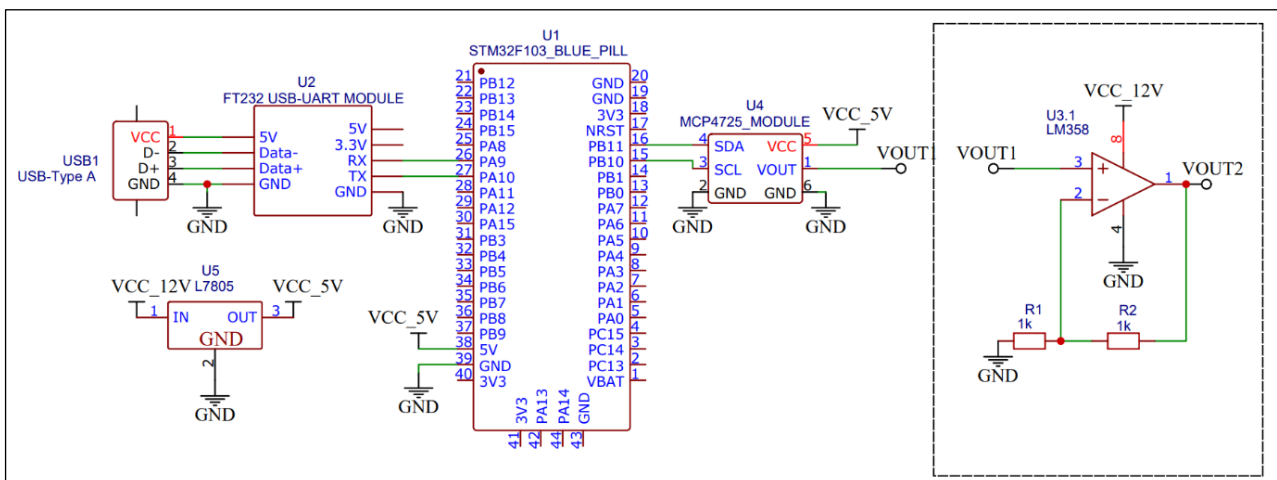 U1
STM32F103_BLUE_PILL
U2
FT232 USB-UART MODULE
USB1
USB-Type A
VCC 1
D- 2
D+ 3
GND 4
5V
Data-
Data+
GND
5V
3.3V
RX
TX
GND
GND
GND
21 PB12
22 PB13
23 PB14
24 PB15
25 PA8
26 PA9
27 PA10
28 PA11
29 PA12
30 PA15
31 PB3
32 PB4
33 PB5
34 PB6
35 PB7
36 PB8
37 PB9
38 5V
39 GND
40 3V3
GND 20
GND 19
3V3 18
NRST 17
PB11 16
PB10 15
PB1 14
PB0 13
PA7 12
PA6 11
PA5 10
PA4 9
PA3 8
PA2 7
PA1 6
PA0 5
PC15 4
PC14 3
PC13 2
VBAT 1
41 3V3
42 PA13
44 PA14
43 GND
VCC_5V
GND
U5
L7805
VCC_12V
VCC_5V
1 IN
OUT 3
GND
2
GND
U4
MCP4725_MODULE
VCC_5V
4 SDA
3 SCL
2 GND
VCC 5
VOUT 1
GND 6
VOUT1
GND
GND
VCC_12V
U3.1
LM358
8
VOUT1
3 +
2 −
1
VOUT2
4
GND
R1
1k
R2
1k
GND